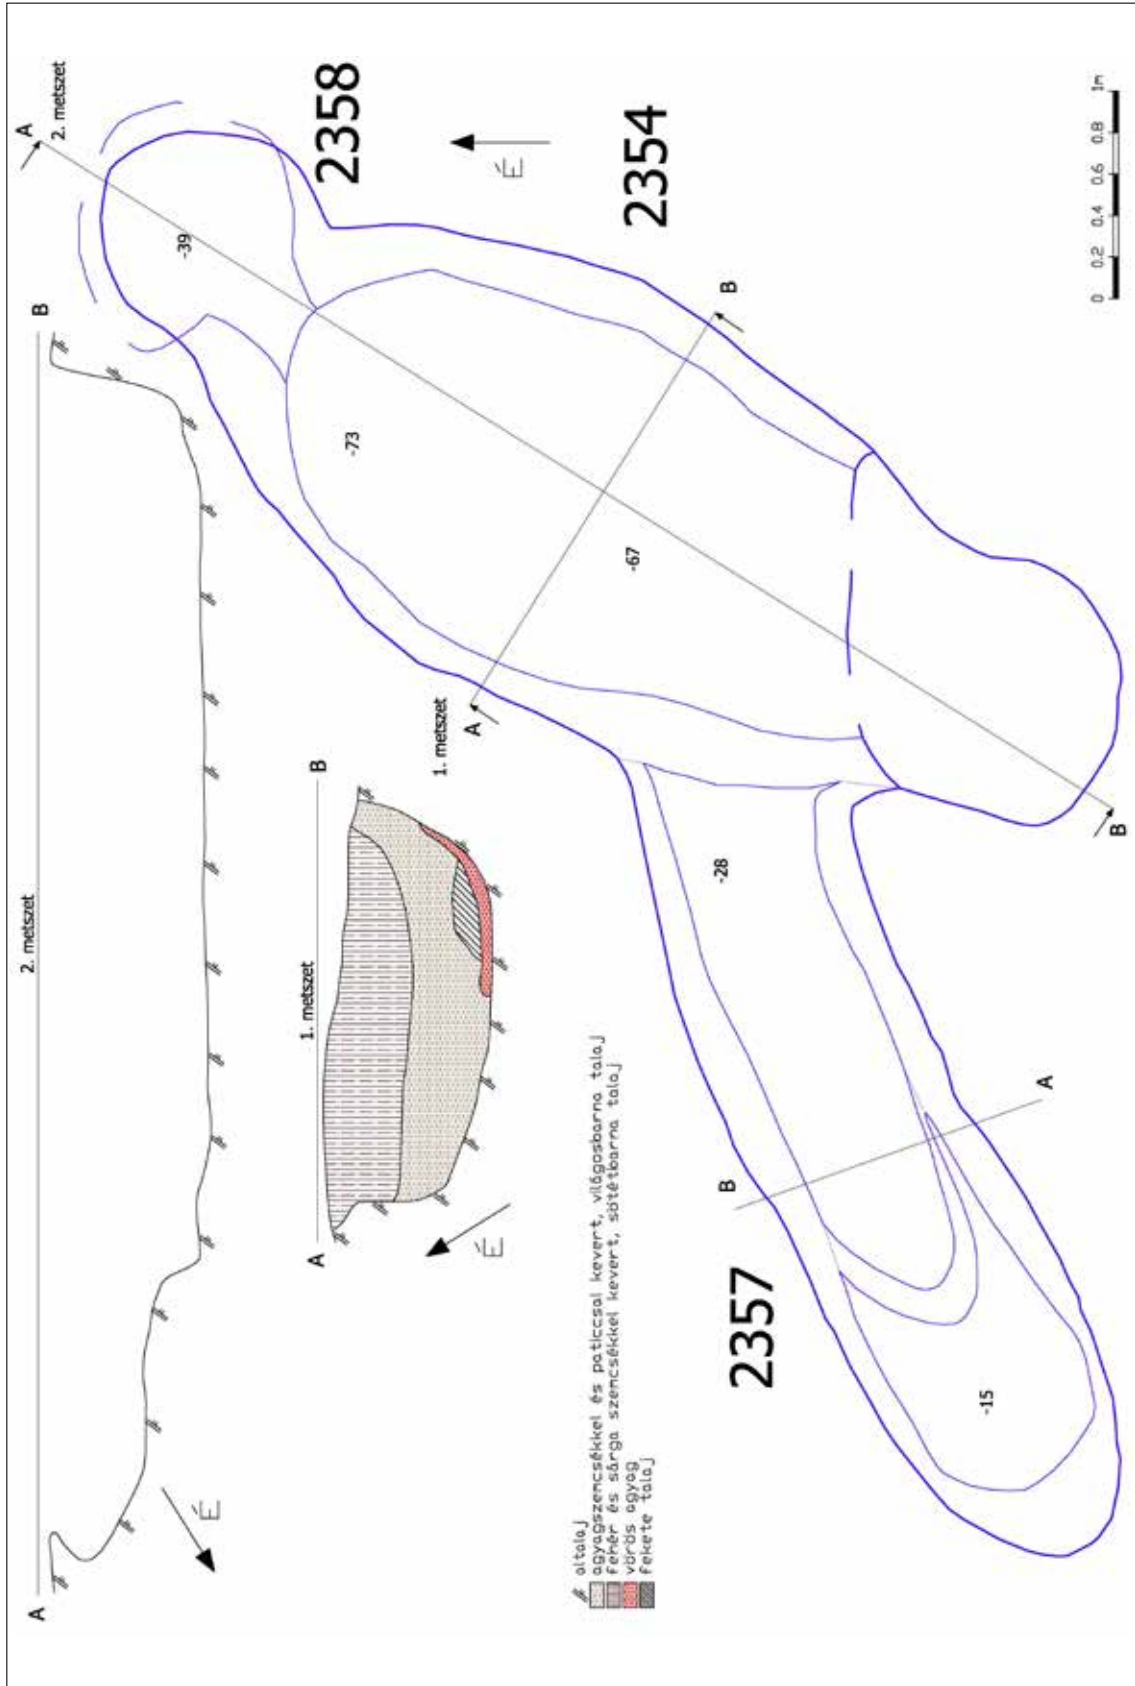 A
2. metszet
B
A
2. metszet
É
-39
2358
É
-73
2354
A
1. metszet
B
É
A
1. metszet
B
-67
B
-28
B
A
2357
-15
altalaj
agyagszemcsékkel és paticcsal kevert, világosbarna talaj
fehér és sárga szemcsékkel kevert, sötétbarna talaj
vörös agyag
fekete talaj
0 0.2 0.4 0.6 0.8 1m